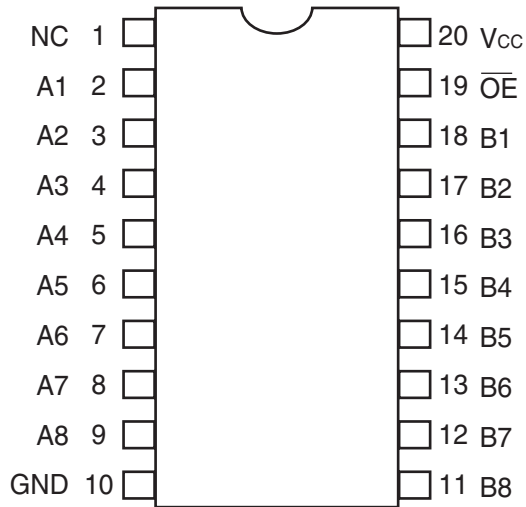 NC 1 20 VCC
A1 2 19 O̅E̅
A2 3 18 B1
A3 4 17 B2
A4 5 16 B3
A5 6 15 B4
A6 7 14 B5
A7 8 13 B6
A8 9 12 B7
GND 10 11 B8